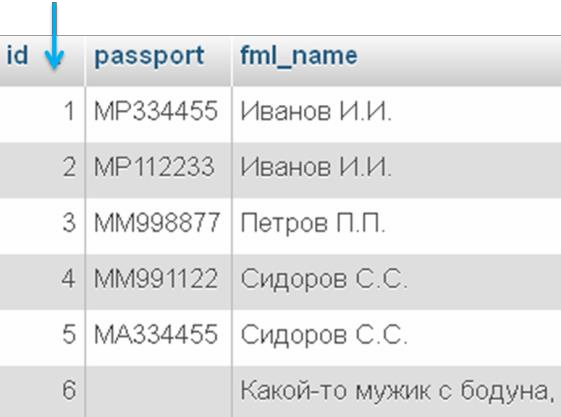 id passport fml_name
1 MP334455 Иванов И.И.
2 MP112233 Иванов И.И.
3 MM998877 Петров П.П.
4 MM991122 Сидоров С.С.
5 MA334455 Сидоров С.С.
6 Какой-то мужик с бодуна,